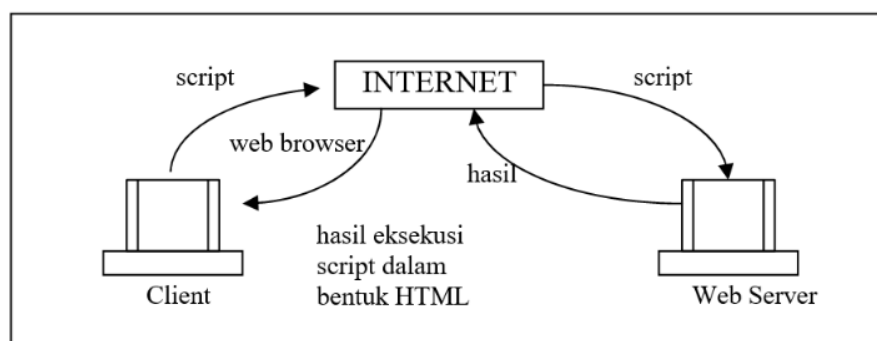 script
INTERNET
script
web browser
hasil
hasil eksekusi
script dalam
bentuk HTML
Client
Web Server